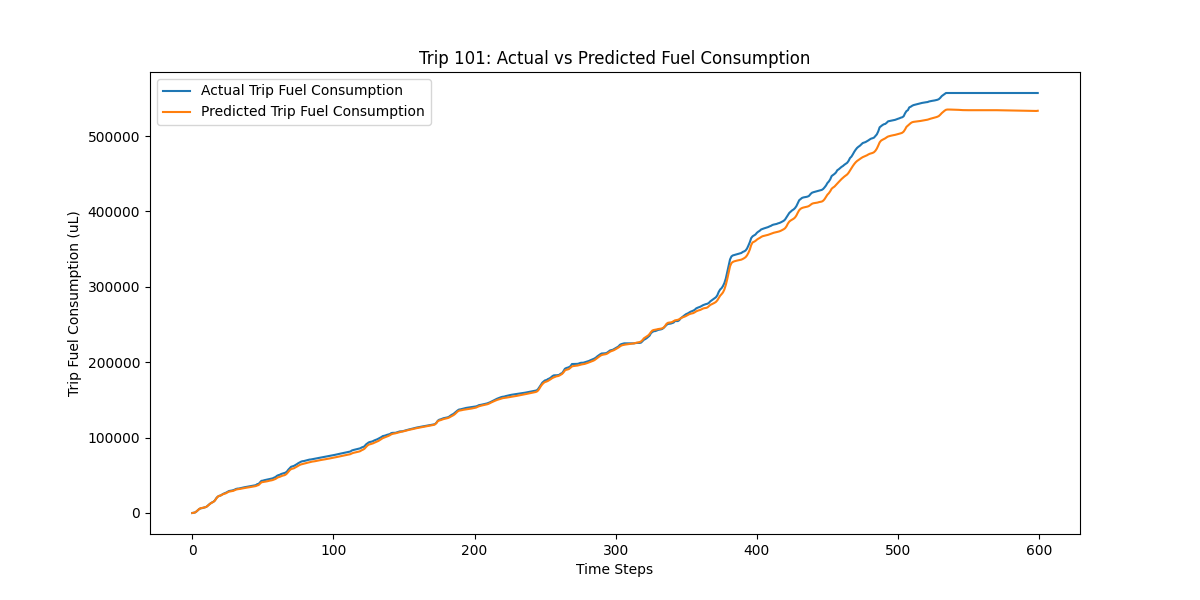 Trip 101: Actual vs Predicted Fuel Consumption
Actual Trip Fuel Consumption
Predicted Trip Fuel Consumption
Trip Fuel Consumption (uL)
500000
400000
300000
200000
100000
0
0 100 200 300 400 500 600
Time Steps